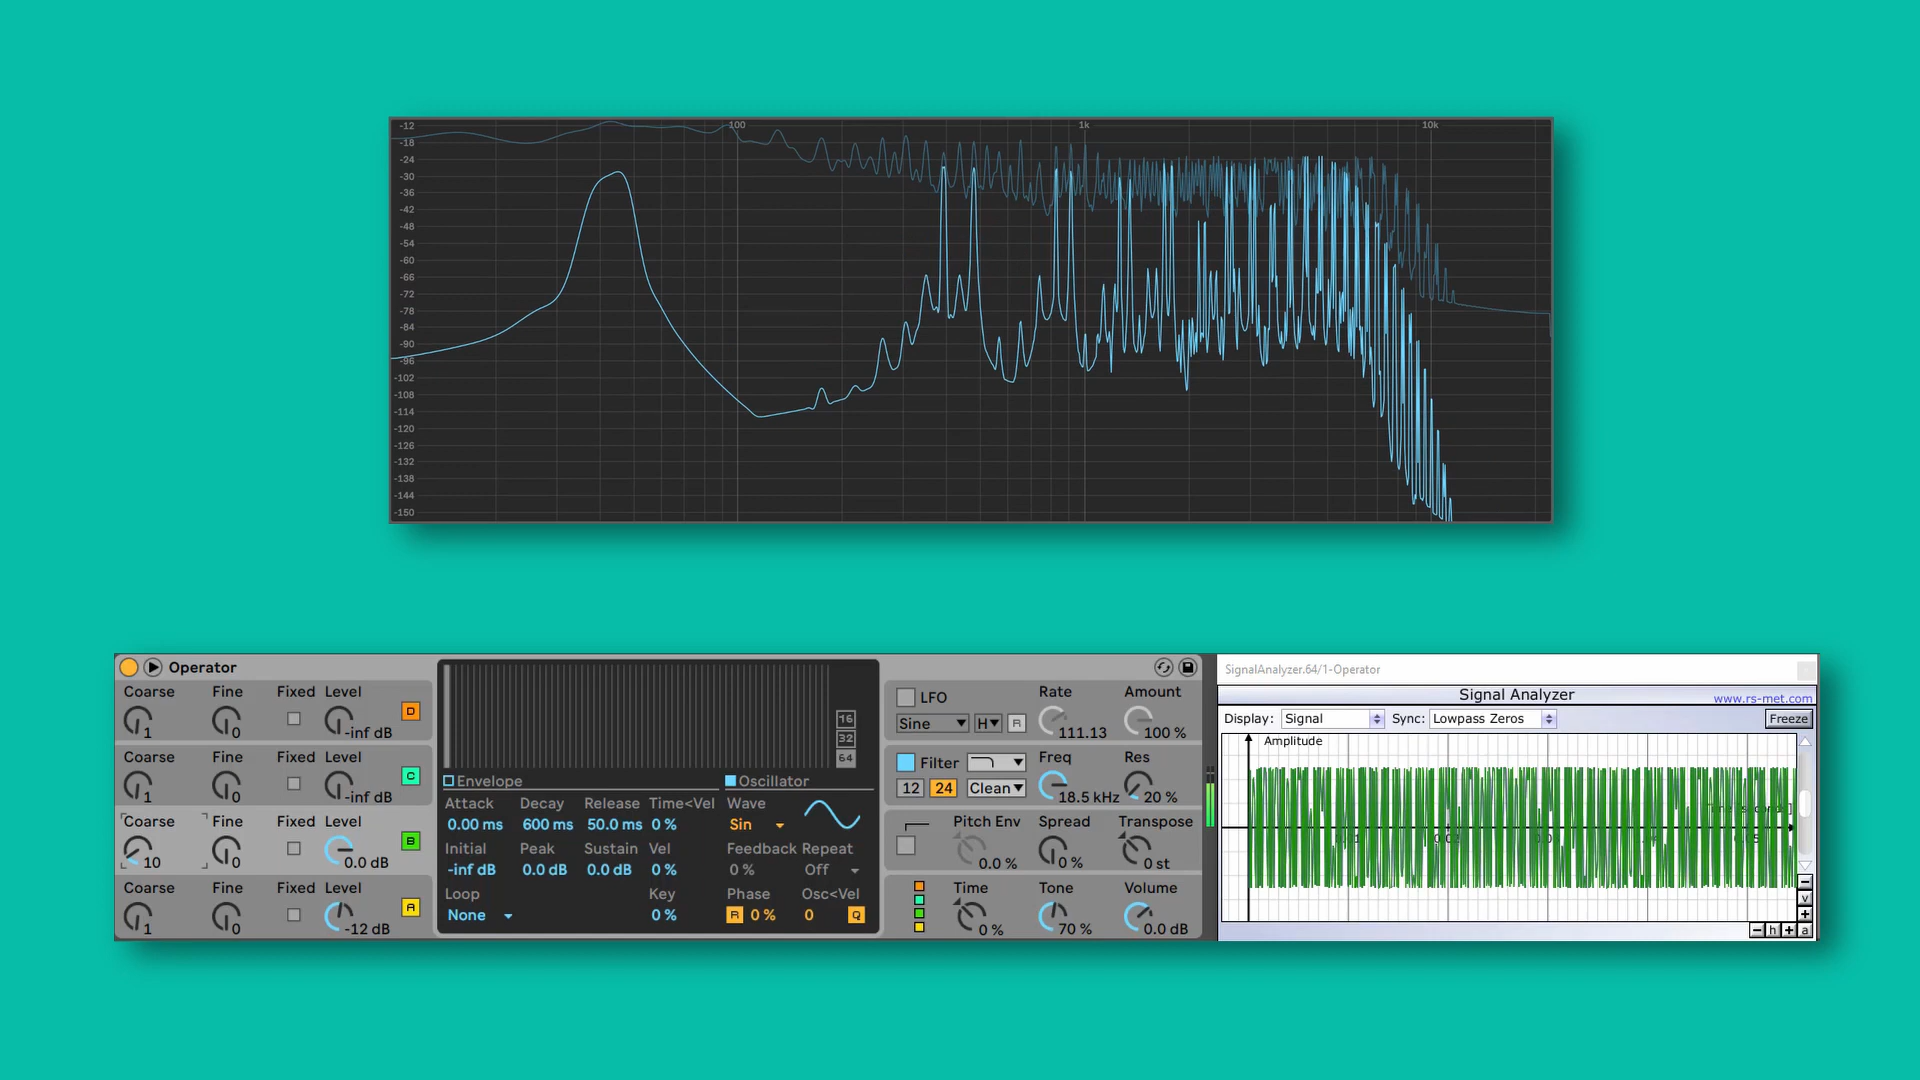 100 1k 10k
-12
-18
-24
-30
-36
-42
-48
-54
-60
-66
-72
-78
-84
-90
-96
-102
-108
-114
-120
-126
-132
-138
-144
-150
Operator
Coarse Fine Fixed Level
1 0 -inf dB D
Coarse Fine Fixed Level
1 0 -inf dB C
Coarse Fine Fixed Level
10 0 0.0 dB B
Coarse Fine Fixed Level
1 0 -12 dB A
16
32
64
Envelope Oscillator
Attack Decay Release Time<Vel Wave
0.00 ms 600 ms 50.0 ms 0 % Sin
Initial Peak Sustain Vel Feedback Repeat
-inf dB 0.0 dB 0.0 dB 0 % 0 % Off
Loop Key Phase Osc<Vel
None 0 % R 0 % 0 Q
LFO Rate Amount
Sine H R 111.13 100 %
Filter Freq Res
12 24 Clean 18.5 kHz 20 %
Pitch Env Spread Transpose
0.0 % 0 % 0 st
Time Tone Volume
0 % 70 % 0.0 dB
SignalAnalyzer.64/1-Operator
Signal Analyzer
www.rs-met.com
Display: Signal Sync: Lowpass Zeros Freeze
Amplitude
v
h
a